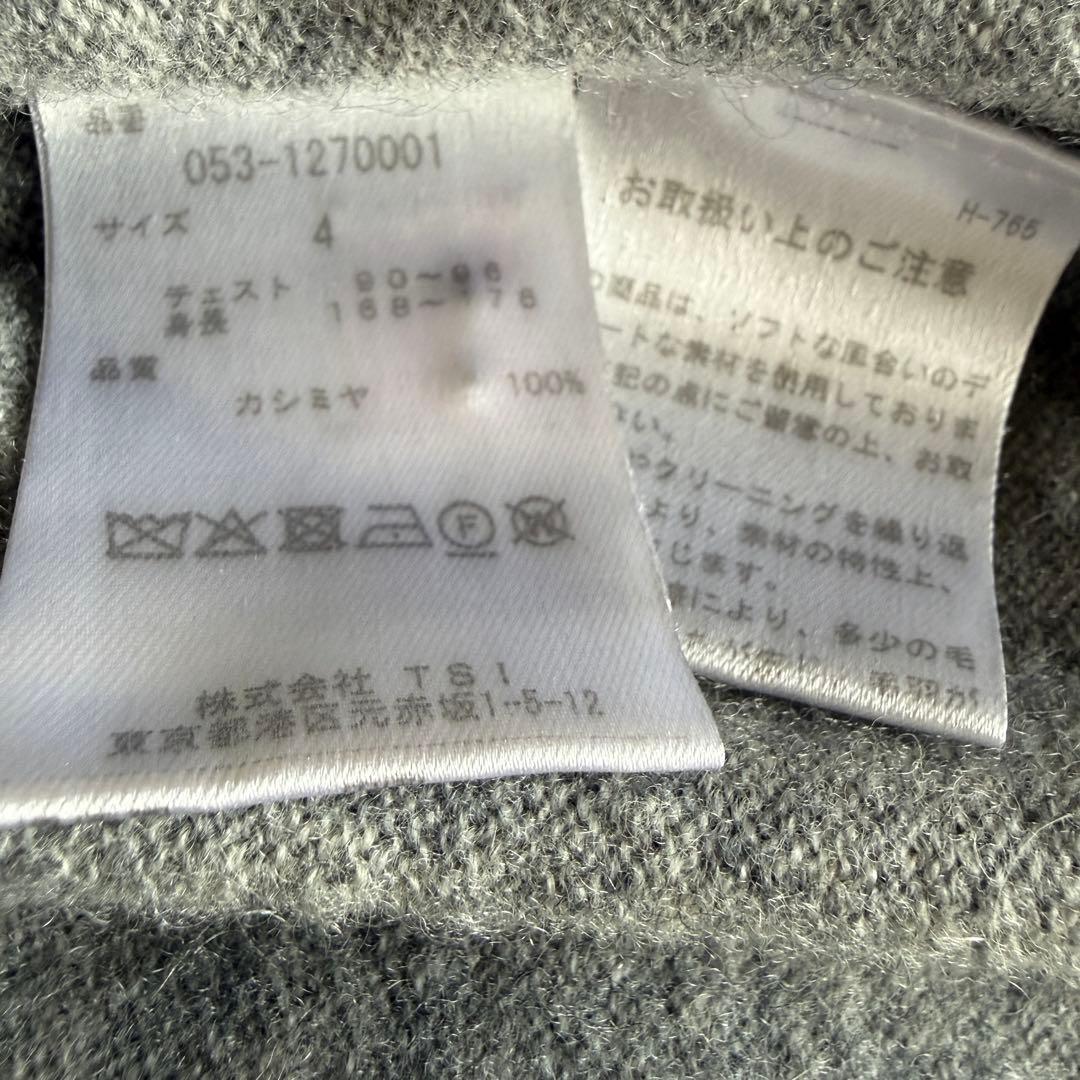 品番
053-1270001
サイズ 4
チェスト 90～96
身長 168～176
品質
カシミヤ 100%
F
W
株式会社 TSI
東京都港区元赤坂1-5-12
H-765
お取扱い上のご注意
の商品は、ソフトな風合いのデ
ートな素材を使用しておりま
記の点にご留意の上、お取
い。
やクリーニングを繰り返
より、素材の特性上、
じます。
により、多少の毛